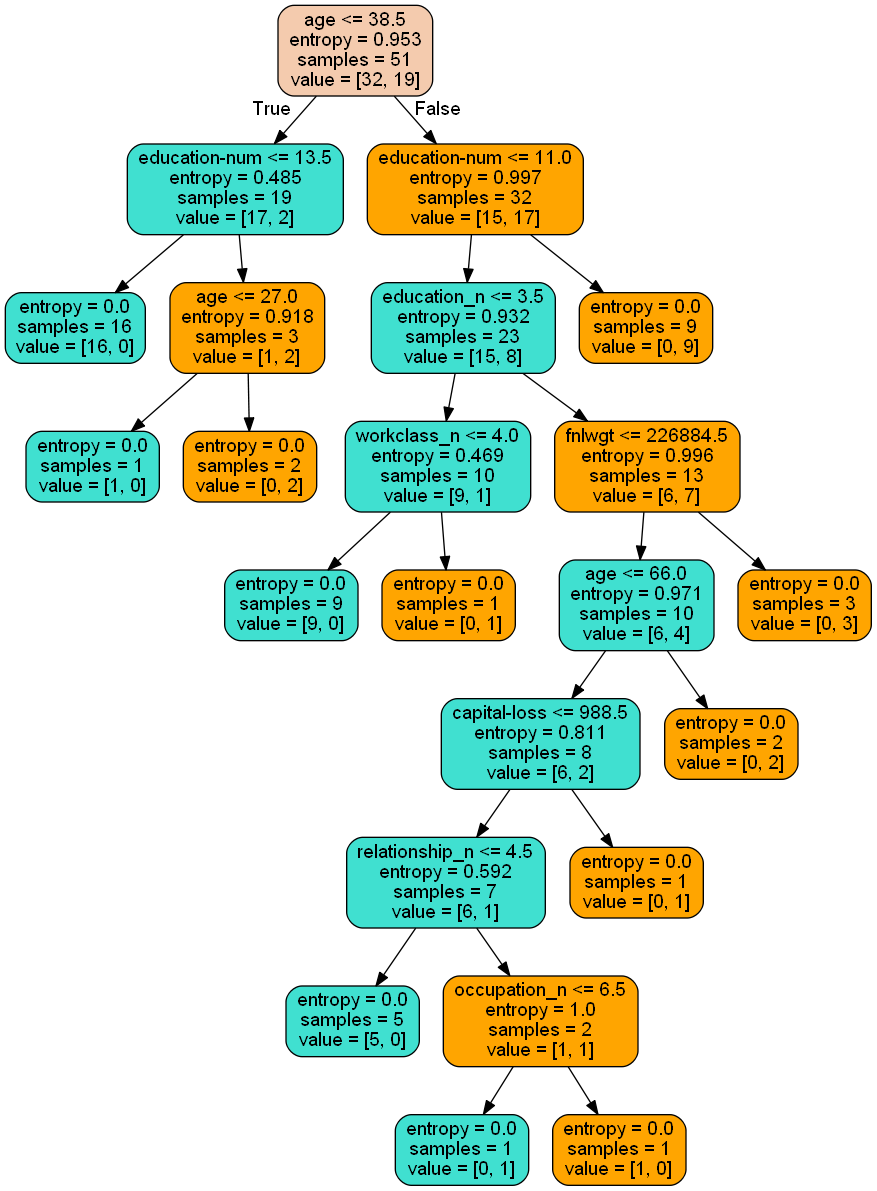 age <= 38.5
entropy = 0.953
samples = 51
value = [32, 19]
True
False
education-num <= 13.5
entropy = 0.485
samples = 19
value = [17, 2]
education-num <= 11.0
entropy = 0.997
samples = 32
value = [15, 17]
entropy = 0.0
samples = 16
value = [16, 0]
age <= 27.0
entropy = 0.918
samples = 3
value = [1, 2]
education_n <= 3.5
entropy = 0.932
samples = 23
value = [15, 8]
entropy = 0.0
samples = 9
value = [0, 9]
entropy = 0.0
samples = 1
value = [1, 0]
entropy = 0.0
samples = 2
value = [0, 2]
workclass_n <= 4.0
entropy = 0.469
samples = 10
value = [9, 1]
fnlwgt <= 226884.5
entropy = 0.996
samples = 13
value = [6, 7]
entropy = 0.0
samples = 9
value = [9, 0]
entropy = 0.0
samples = 1
value = [0, 1]
age <= 66.0
entropy = 0.971
samples = 10
value = [6, 4]
entropy = 0.0
samples = 3
value = [0, 3]
capital-loss <= 988.5
entropy = 0.811
samples = 8
value = [6, 2]
entropy = 0.0
samples = 2
value = [0, 2]
relationship_n <= 4.5
entropy = 0.592
samples = 7
value = [6, 1]
entropy = 0.0
samples = 1
value = [0, 1]
entropy = 0.0
samples = 5
value = [5, 0]
occupation_n <= 6.5
entropy = 1.0
samples = 2
value = [1, 1]
entropy = 0.0
samples = 1
value = [0, 1]
entropy = 0.0
samples = 1
value = [1, 0]